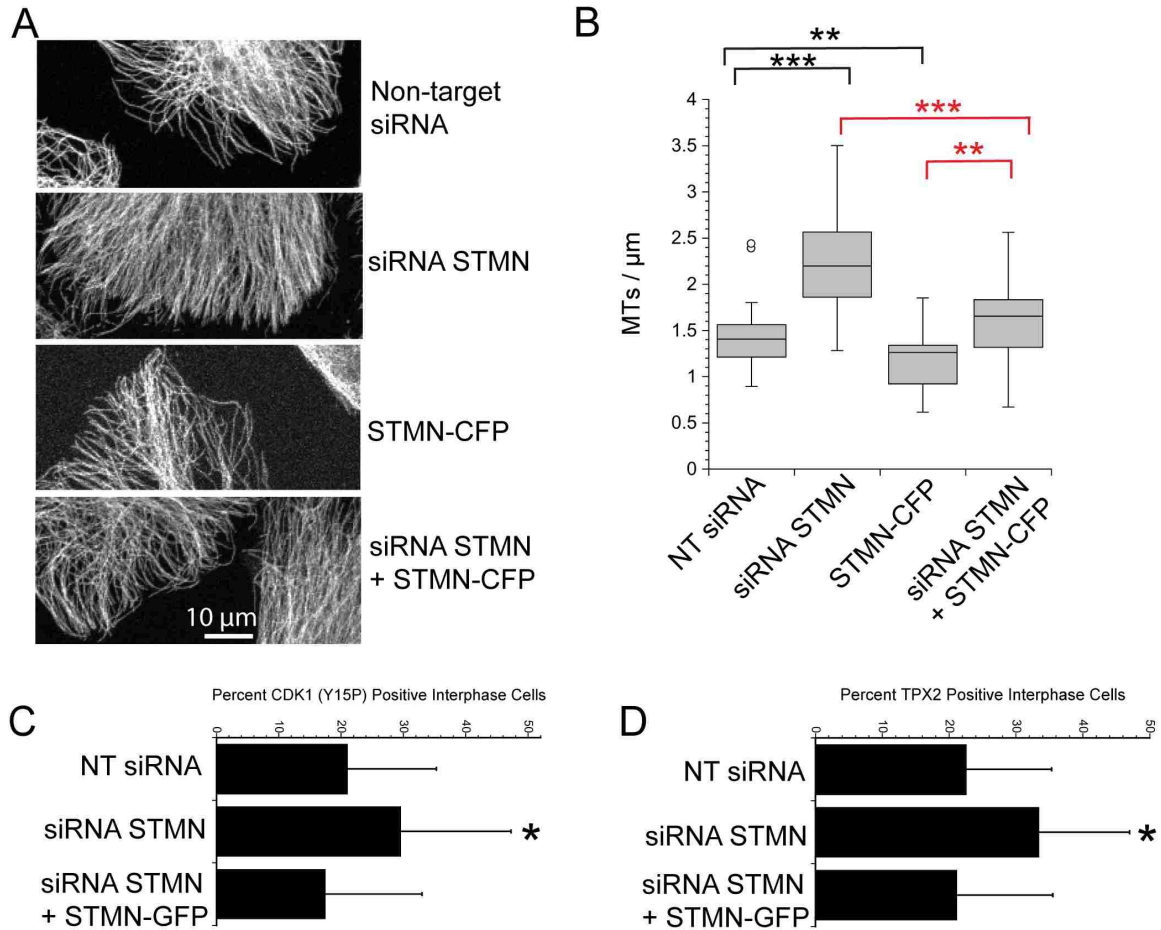 A
Non-target
siRNA
siRNA STMN
STMN-CFP
siRNA STMN
+ STMN-CFP
10 µm
B
**
***
***
**
MTs / µm
4
3.5
3
2.5
2
1.5
1
0.5
0
NT siRNA
siRNA STMN
STMN-CFP
siRNA STMN
+ STMN-CFP
C
Percent CDK1 (Y15P) Positive Interphase Cells
0 10 20 30 40 50
NT siRNA
siRNA STMN
*
siRNA STMN
+ STMN-GFP
D
Percent TPX2 Positive Interphase Cells
0 10 20 30 40 50
NT siRNA
siRNA STMN
*
siRNA STMN
+ STMN-GFP